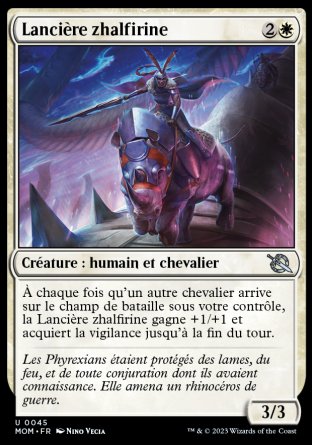 Lancière zhalfirine 2
Créature : humain et chevalier
À chaque fois qu'un autre chevalier arrive
sur le champ de bataille sous votre contrôle,
la Lancière zhalfirine gagne +1/+1 et
acquiert la vigilance jusqu'à la fin du tour.
Les Phyrexians étaient protégés des lames, du
feu, et de toute conjuration dont ils avaient
connaissance. Elle amena un rhinocéros de
guerre.
3/3
U 0045
MOM • FR Nino Vecia
™ & © 2023 Wizards of the Coast